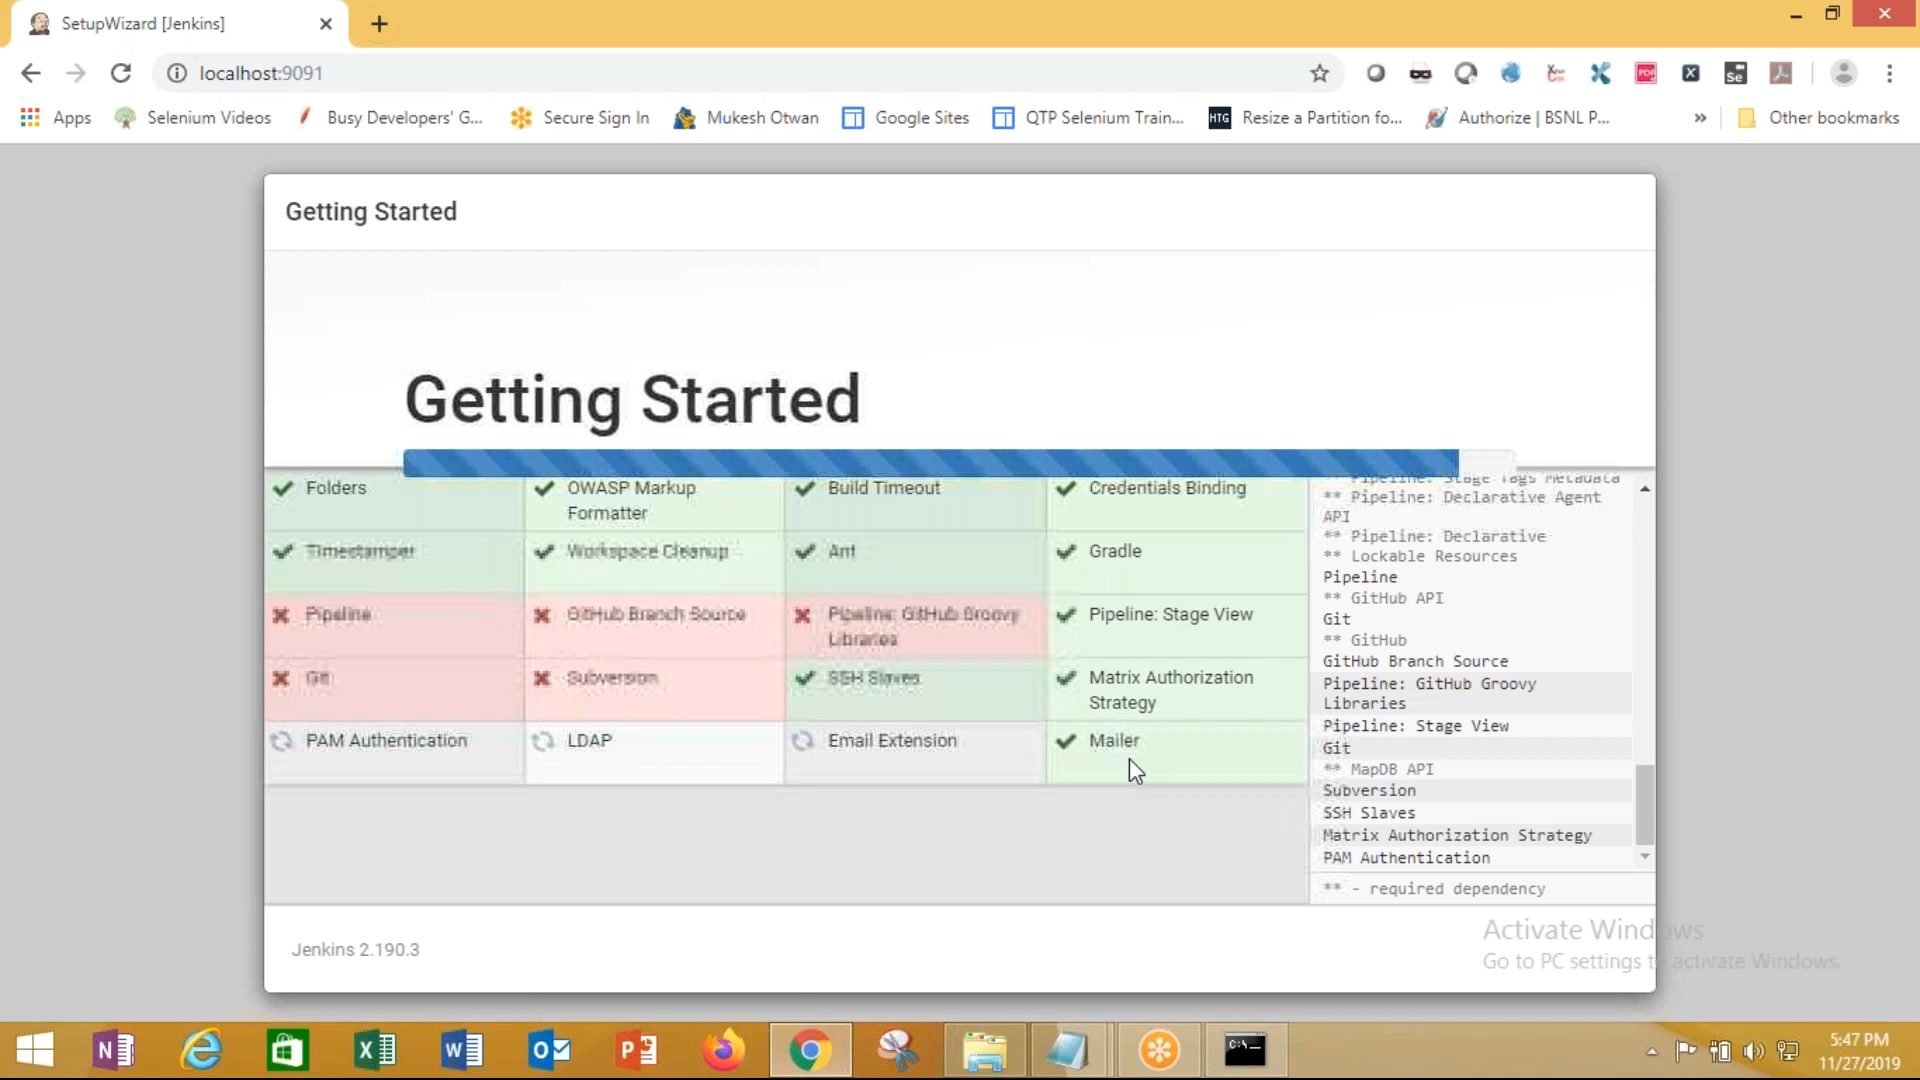 SetupWizard [Jenkins]
localhost:9091
Apps
Selenium Videos
Busy Developers' G...
Secure Sign In
Mukesh Otwan
Google Sites
QTP Selenium Train...
HTG
Resize a Partition fo...
Authorize | BSNL P...
Other bookmarks
Getting Started
Getting Started
Folders
OWASP Markup
Formatter
Build Timeout
Credentials Binding
Timestamper
Workspace Cleanup
Ant
Gradle
Pipeline
GitHub Branch Source
Pipeline: GitHub Groovy
Libraries
Pipeline: Stage View
Git
Subversion
SSH Slaves
Matrix Authorization
Strategy
PAM Authentication
LDAP
Email Extension
Mailer
** Pipeline: Stage Tags Metadata
** Pipeline: Declarative Agent
API
** Pipeline: Declarative
** Lockable Resources
Pipeline
** GitHub API
Git
** GitHub
GitHub Branch Source
Pipeline: GitHub Groovy
Libraries
Pipeline: Stage View
Git
** MapDB API
Subversion
SSH Slaves
Matrix Authorization Strategy
PAM Authentication
** - required dependency
Activate Windows
Go to PC settings to activate Windows.
Jenkins 2.190.3
5:47 PM
11/27/2019